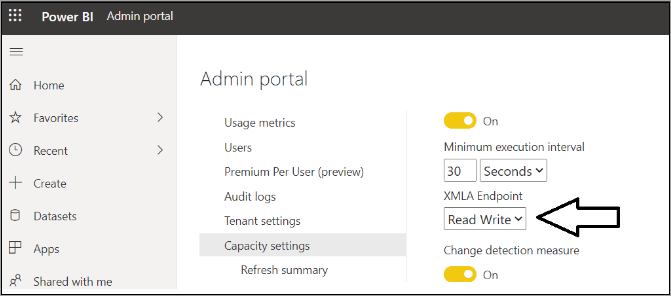 Power BI Admin portal
Home
Favorites
Recent
Create
Datasets
Apps
Shared with me
Admin portal
Usage metrics
Users
Premium Per User (preview)
Audit logs
Tenant settings
Capacity settings
Refresh summary
On
Minimum execution interval
30 Seconds
XMLA Endpoint
Read Write
Change detection measure
On